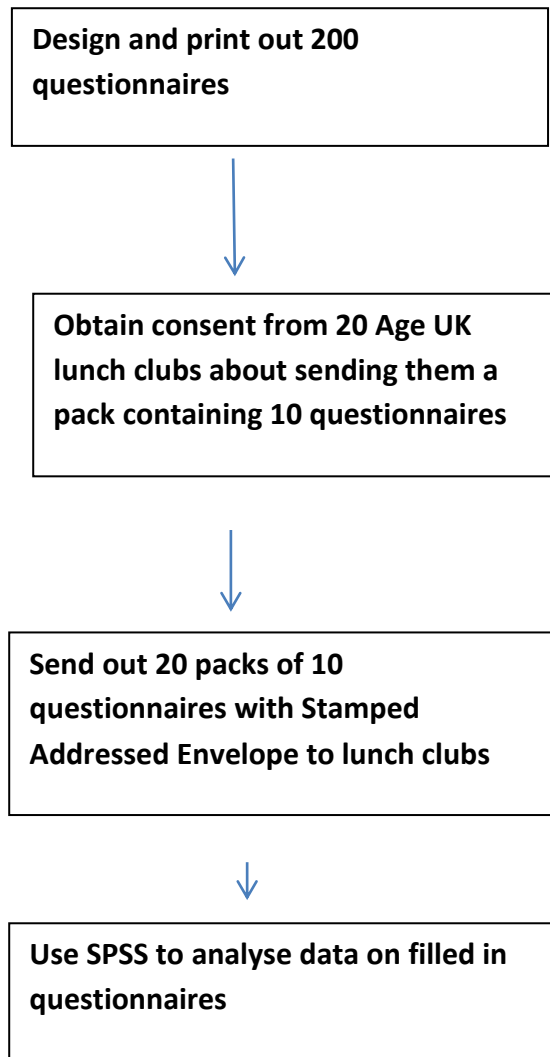 Design and print out 200
questionnaires
Obtain consent from 20 Age UK
lunch clubs about sending them a
pack containing 10 questionnaires
Send out 20 packs of 10
questionnaires with Stamped
Addressed Envelope to lunch clubs
Use SPSS to analyse data on filled in
questionnaires